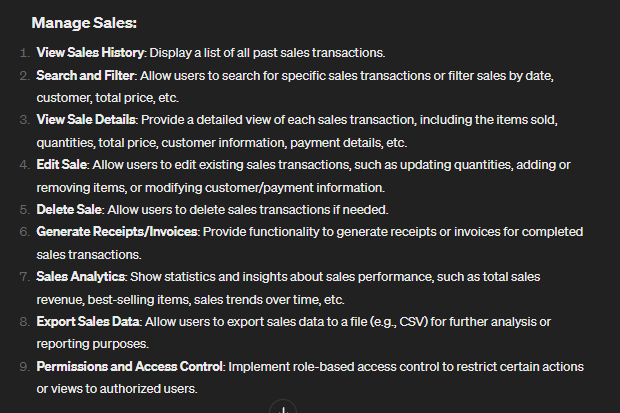 Manage Sales:
1. View Sales History: Display a list of all past sales transactions.
2. Search and Filter: Allow users to search for specific sales transactions or filter sales by date,
customer, total price, etc.
3. View Sale Details: Provide a detailed view of each sales transaction, including the items sold,
quantities, total price, customer information, payment details, etc.
4. Edit Sale: Allow users to edit existing sales transactions, such as updating quantities, adding or
removing items, or modifying customer/payment information.
5. Delete Sale: Allow users to delete sales transactions if needed.
6. Generate Receipts/Invoices: Provide functionality to generate receipts or invoices for completed
sales transactions.
7. Sales Analytics: Show statistics and insights about sales performance, such as total sales
revenue, best-selling items, sales trends over time, etc.
8. Export Sales Data: Allow users to export sales data to a file (e.g., CSV) for further analysis or
reporting purposes.
9. Permissions and Access Control: Implement role-based access control to restrict certain actions
or views to authorized users.